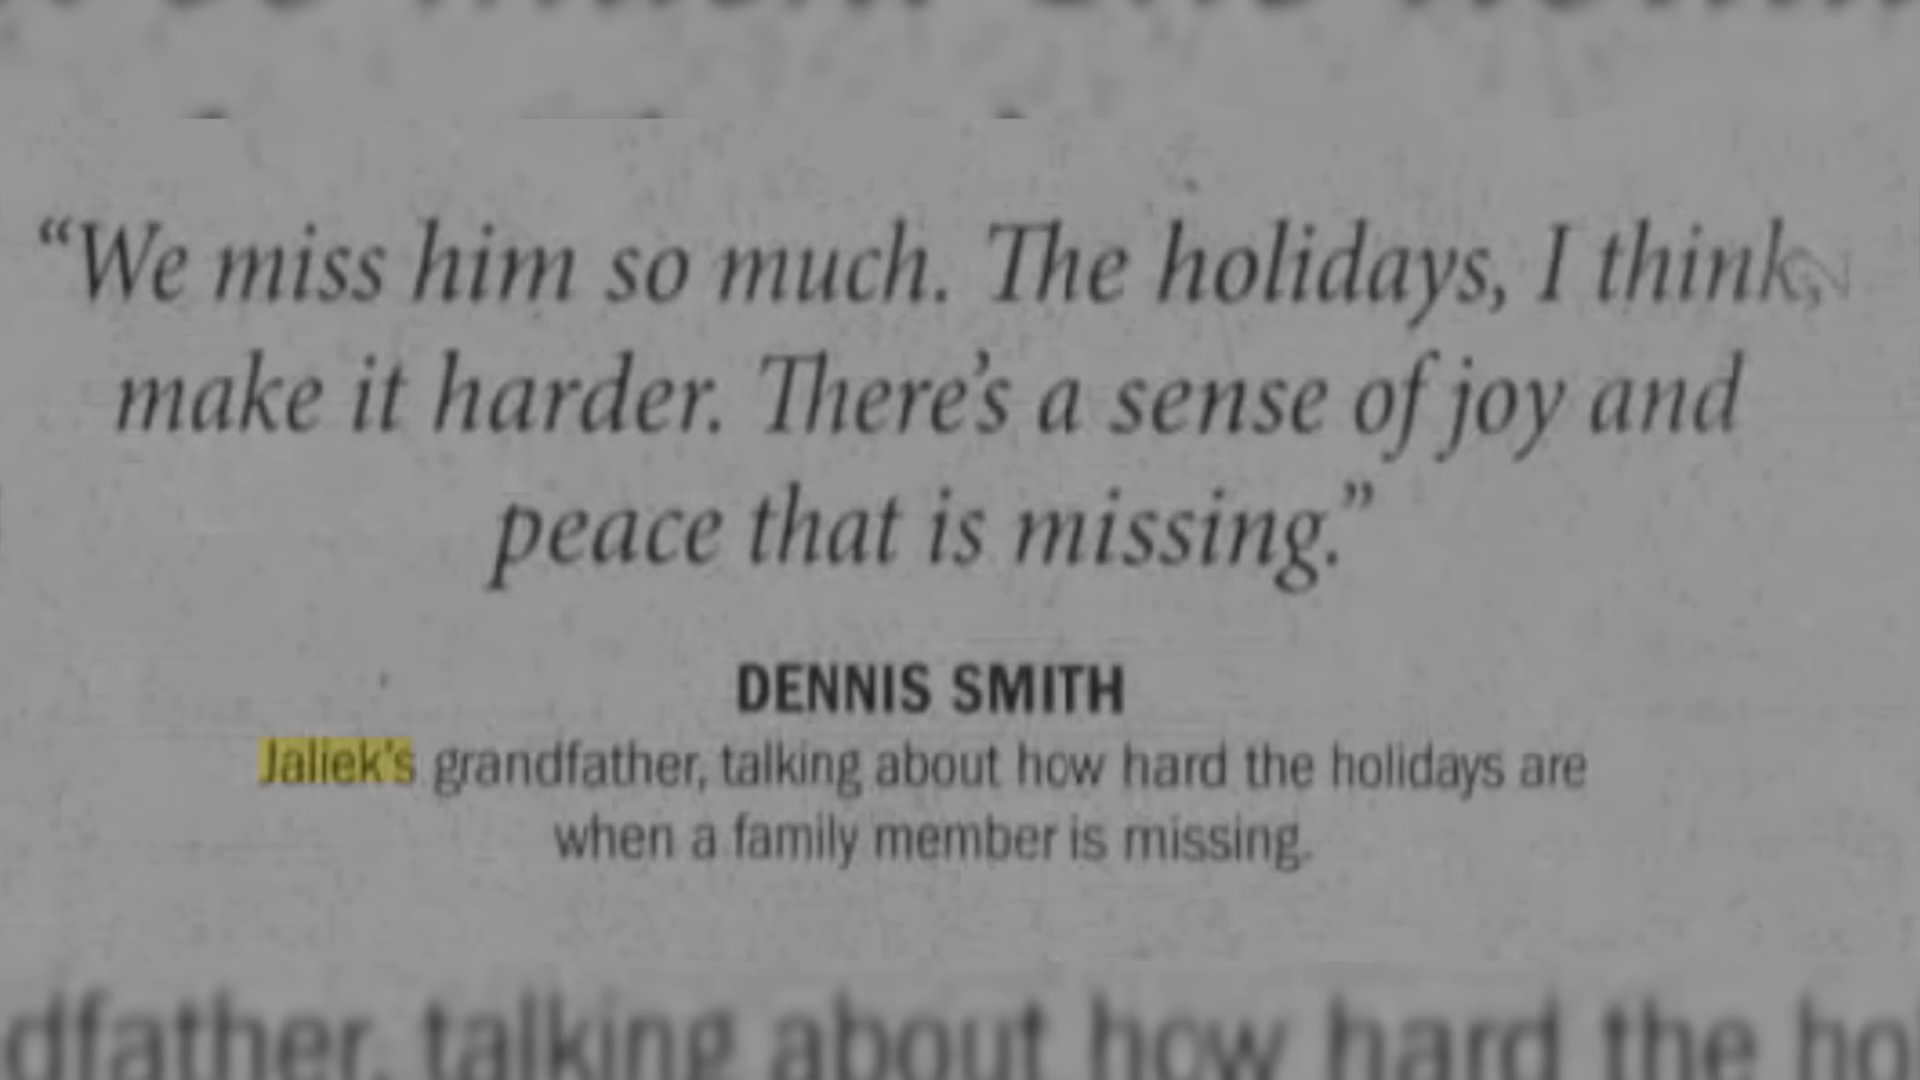 “We miss him so much. The holidays, I think,
make it harder. There’s a sense of joy and
peace that is missing.”
DENNIS SMITH
Jaliek’s grandfather, talking about how hard the holidays are
when a family member is missing.
dfather, talking about how hard the hol